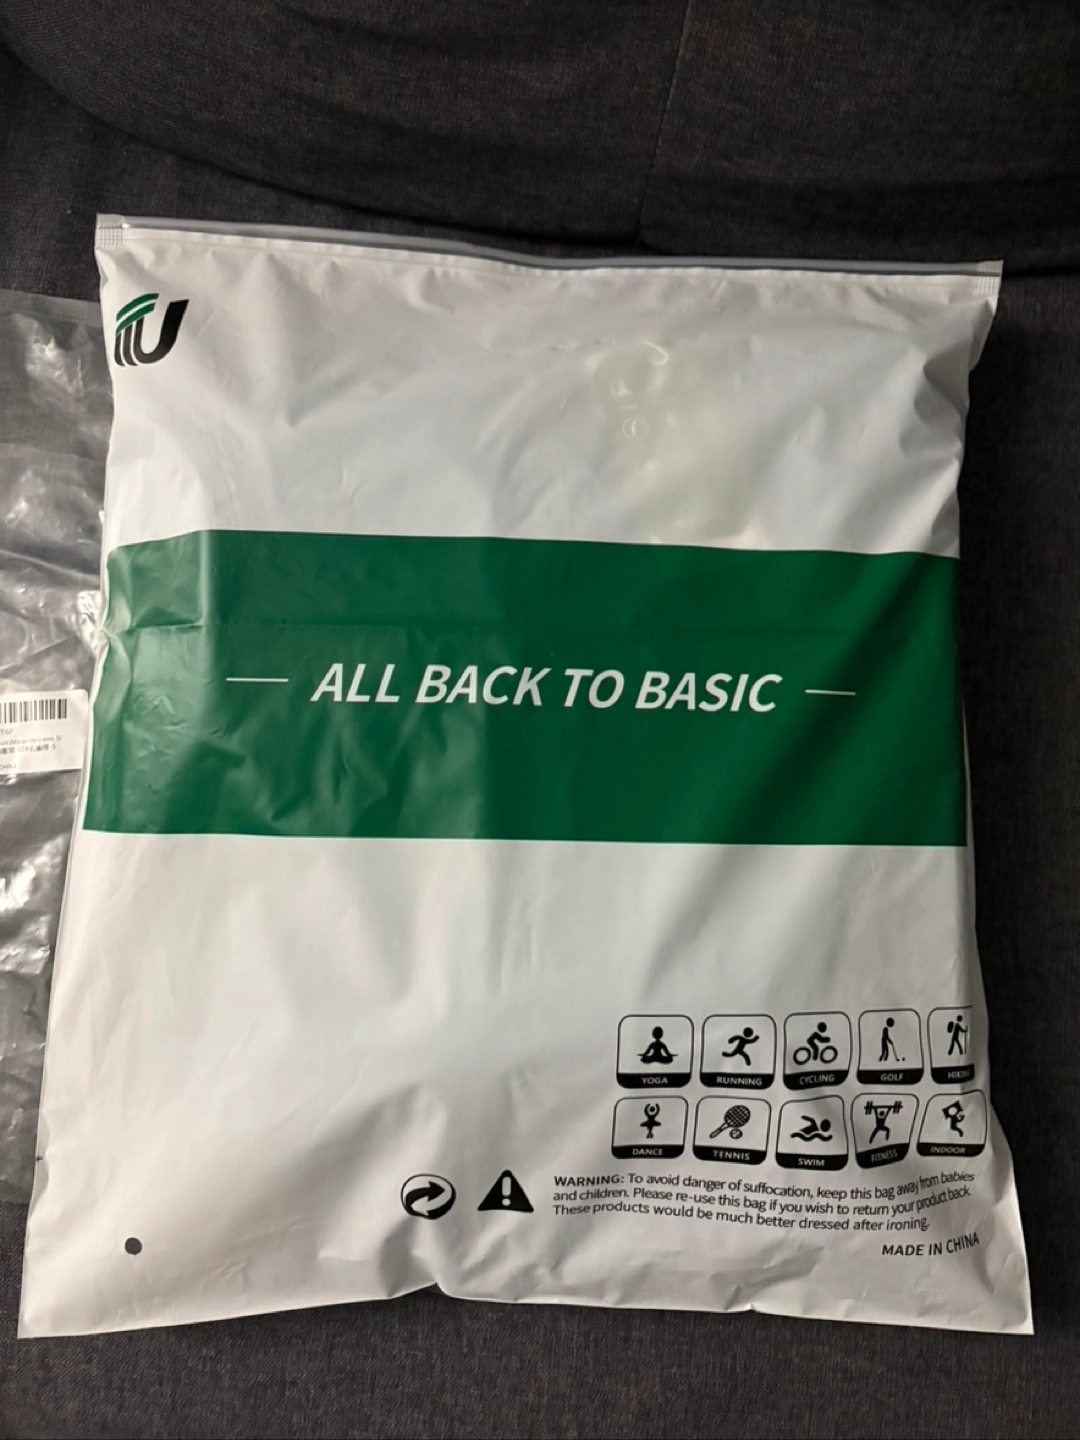 ALL BACK TO BASIC
YOGA
RUNNING
CYCLING
GOLF
HIKING
DANCE
TENNIS
SWIM
FITNESS
INDOOR
WARNING: To avoid danger of suffocation, keep this bag away from babies
and children. Please re-use this bag if you wish to return your product back.
These products would be much better dressed after ironing.
MADE IN CHINA